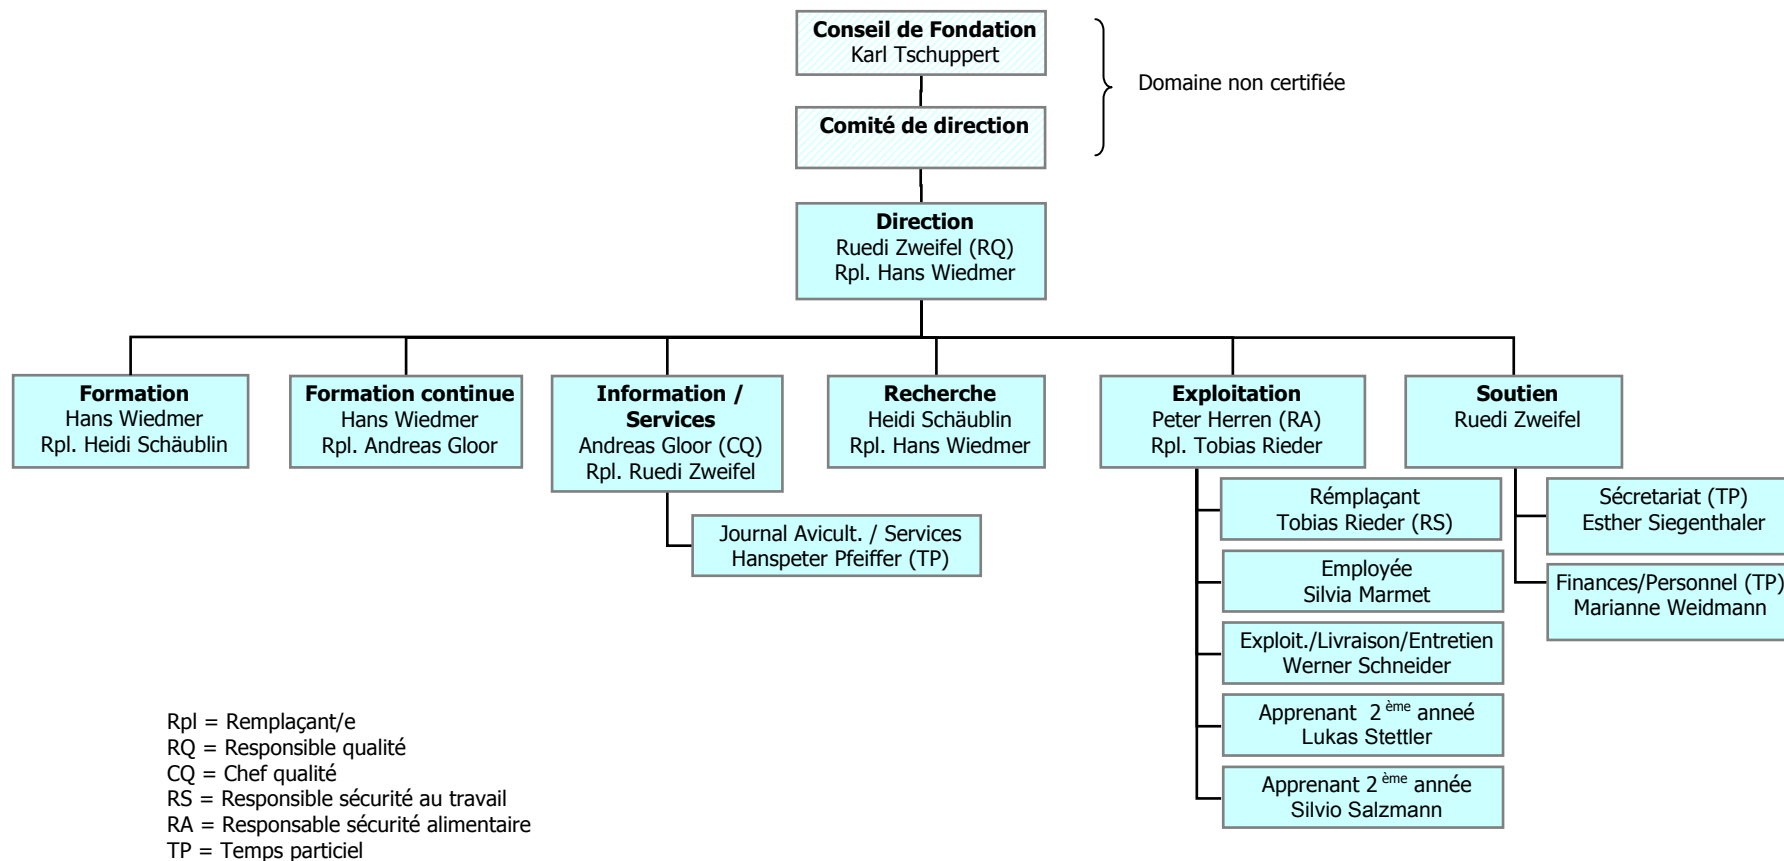 Conseil de Fondation
Karl Tschuppert
Domaine non certifiée
Comité de direction
Direction
Ruedi Zweifel (RQ)
Rpl. Hans Wiedmer
Formation
Hans Wiedmer
Rpl. Heidi Schäublin
Formation continue
Hans Wiedmer
Rpl. Andreas Gloor
Information /
Services
Andreas Gloor (CQ)
Rpl. Ruedi Zweifel
Recherche
Heidi Schäublin
Rpl. Hans Wiedmer
Exploitation
Peter Herren (RA)
Rpl. Tobias Rieder
Soutien
Ruedi Zweifel
Journal Avicult. / Services
Hanspeter Pfeiffer (TP)
Rémplaçant
Tobias Rieder (RS)
Employée
Silvia Marmet
Exploit./Livraison/Entretien
Werner Schneider
Apprenant 2 ème anneé
Lukas Stettler
Apprenant 2 ème année
Silvio Salzmann
Sécretariat (TP)
Esther Siegenthaler
Finances/Personnel (TP)
Marianne Weidmann
Rpl = Remplaçant/e
RQ = Responsible qualité
CQ = Chef qualité
RS = Responsible sécurité au travail
RA = Responsable sécurité alimentaire
TP = Temps particiel